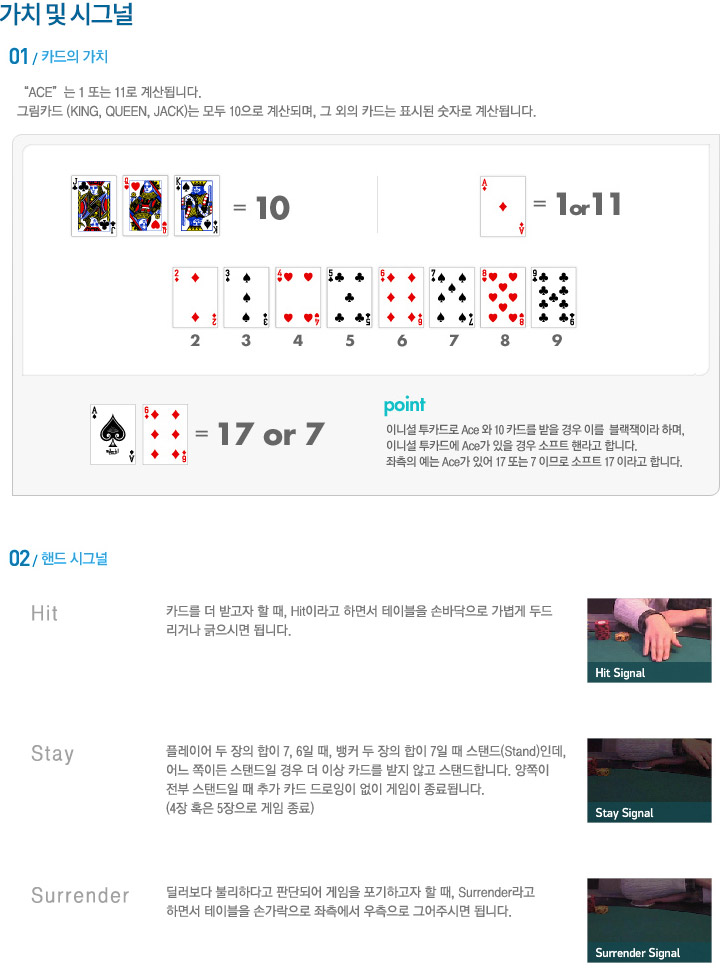 가치 및 시그널
01 / 카드의 가치
“ACE” 는 1 또는 11로 계산됩니다.
그림카드 (KING, QUEEN, JACK)는 모두 10으로 계산되며, 그 외의 카드는 표시된 숫자로 계산됩니다.
J Q K = 10
A = 1or11
2 3 4 5 6 7 8 9
2 3 4 5 6 7 8 9
A 6 = 17 or 7
point
이니셜 투카드로 Ace 와 10 카드를 받을 경우 이를 블랙잭이라 하며,
이니셜 투카드에 Ace가 있을 경우 소프트 핸라고 합니다.
좌측의 예는 Ace가 있어 17 또는 7 이므로 소프트 17 이라고 합니다.
02 / 핸드 시그널
Hit
카드를 더 받고자 할 때, Hit이라고 하면서 테이블을 손바닥으로 가볍게 두드
리거나 긁으시면 됩니다.
Hit Signal
Stay
플레이어 두 장의 합이 7, 6일 때, 뱅커 두 장의 합이 7일 때 스탠드(Stand)인데,
어느 쪽이든 스탠드일 경우 더 이상 카드를 받지 않고 스탠드합니다. 양쪽이
전부 스탠드일 때 추가 카드 드로잉이 없이 게임이 종료됩니다.
(4장 혹은 5장으로 게임 종료)
Stay Signal
Surrender
딜러보다 불리하다고 판단되어 게임을 포기하고자 할 때, Surrender라고
하면서 테이블을 손가락으로 좌측에서 우측으로 그어주시면 됩니다.
Surrender Signal